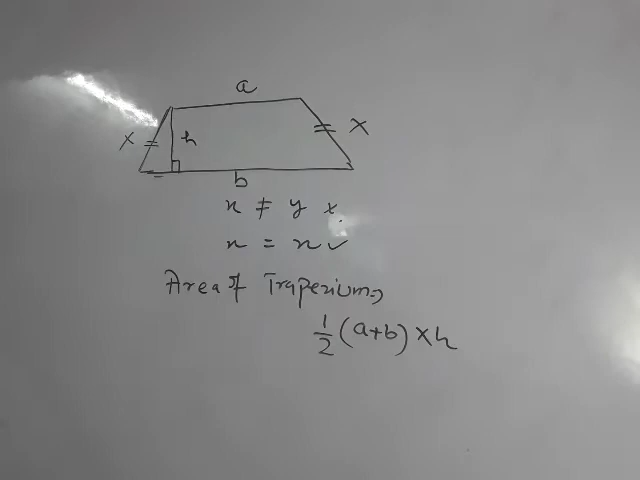 a
x h x
b
x ≠ y x
x = x ✓
Area of Trapezium
1/2 (a+b) × h